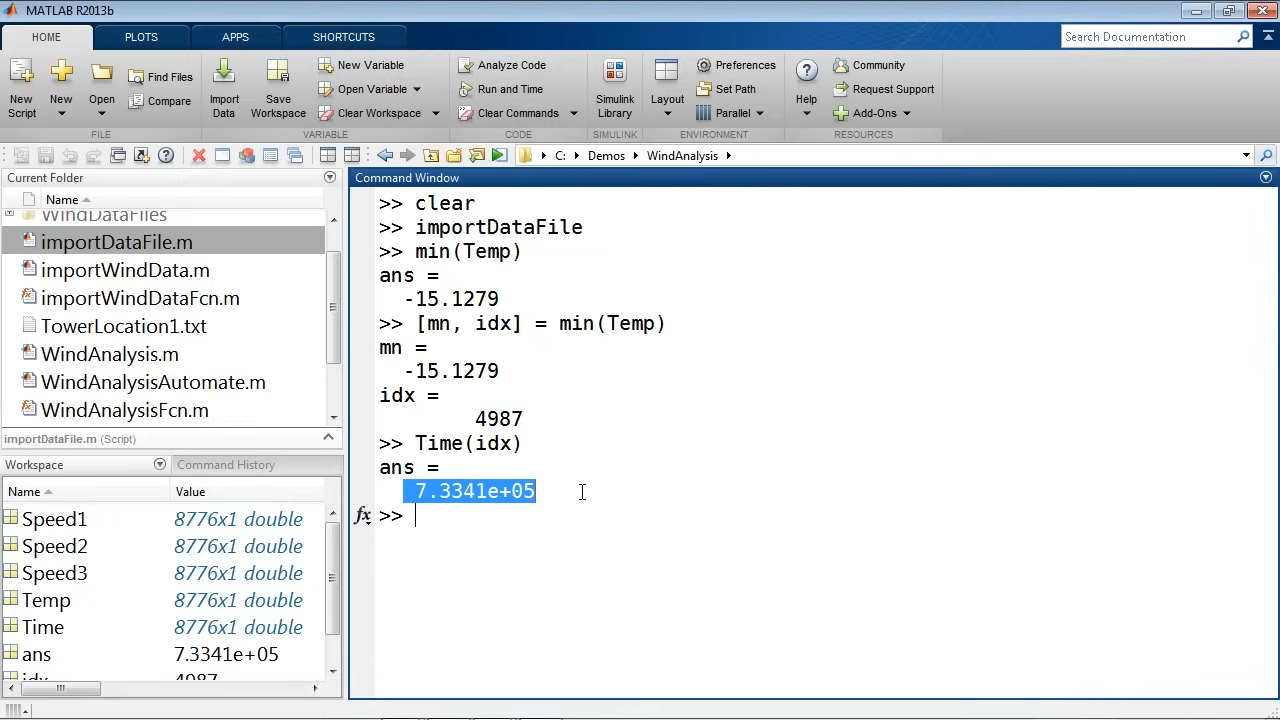 MATLAB R2013b
HOME PLOTS APPS SHORTCUTS
Search Documentation
New Script
New
Open
Find Files
Compare
FILE
Import Data
Save Workspace
New Variable
Open Variable
Clear Workspace
VARIABLE
Analyze Code
Run and Time
Clear Commands
CODE
Simulink Library
SIMULINK
Layout
Preferences
Set Path
Parallel
ENVIRONMENT
Help
Community
Request Support
Add-Ons
RESOURCES
C: Demos WindAnalysis
Current Folder
Name
WindDataFiles
importDataFile.m
importWindData.m
importWindDataFcn.m
TowerLocation1.txt
WindAnalysis.m
WindAnalysisAutomate.m
WindAnalysisFcn.m
importDataFile.m (Script)
Workspace Command History
Name Value
Speed1 8776x1 double
Speed2 8776x1 double
Speed3 8776x1 double
Temp 8776x1 double
Time 8776x1 double
ans 7.3341e+05
idx 4987
Command Window
>> clear
>> importDataFile
>> min(Temp)
ans =
-15.1279
>> [mn, idx] = min(Temp)
mn =
-15.1279
idx =
4987
>> Time(idx)
ans =
7.3341e+05
fx >>